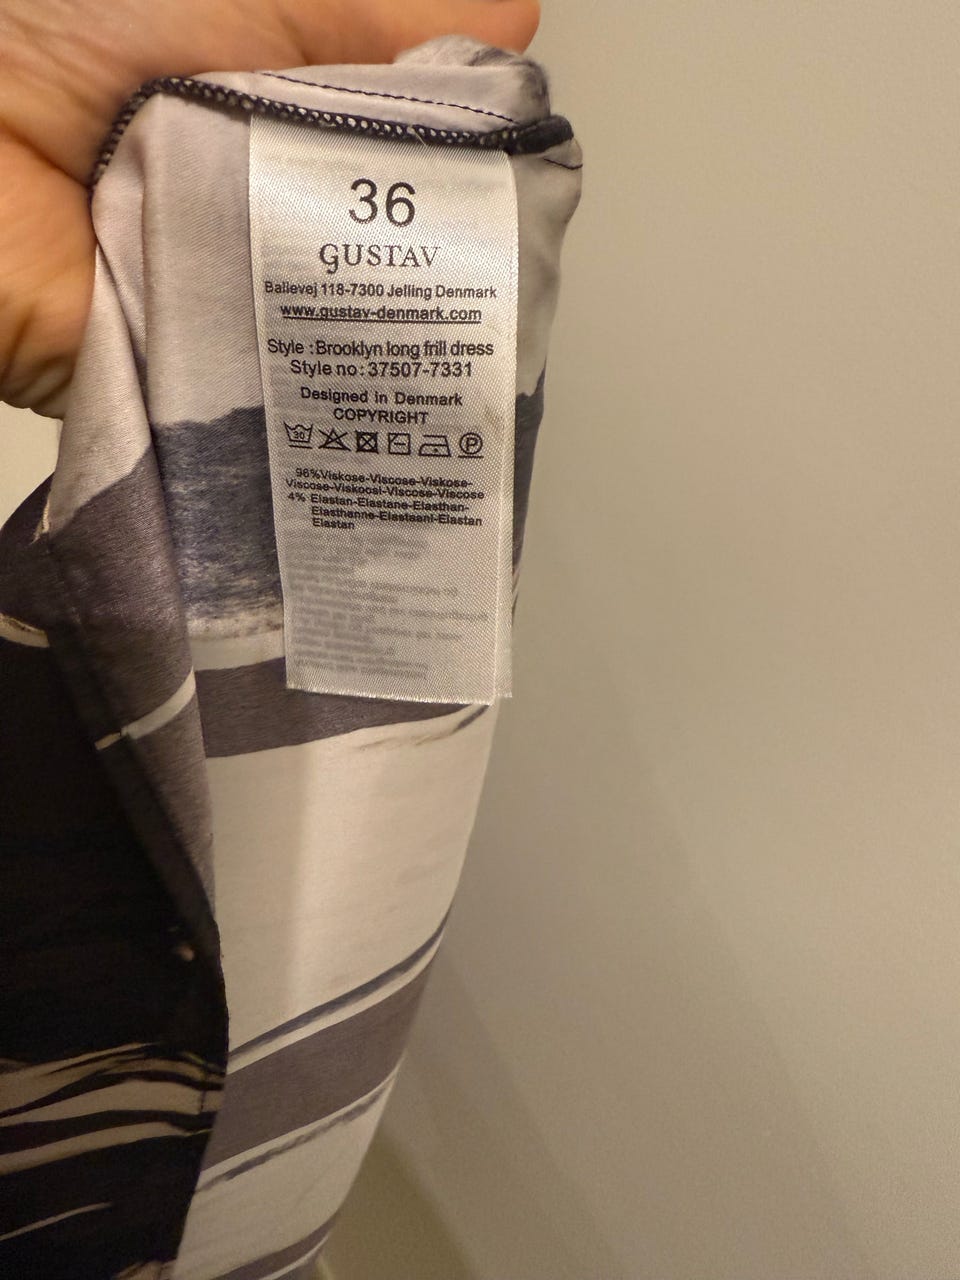 36
GUSTAV
Ballevej 118-7300 Jelling Denmark
www.gustav-denmark.com
Style : Brooklyn long frill dress
Style no: 37507-7331
Designed in Denmark
COPYRIGHT
30 P
96%Viskose-Viscose-Viskose-
Viscose-Viskoosi-Viscose-Viscose
4% Elastan-Elastane-Elasthan-
Elasthanne-Elastaani-Elastan
Elastan